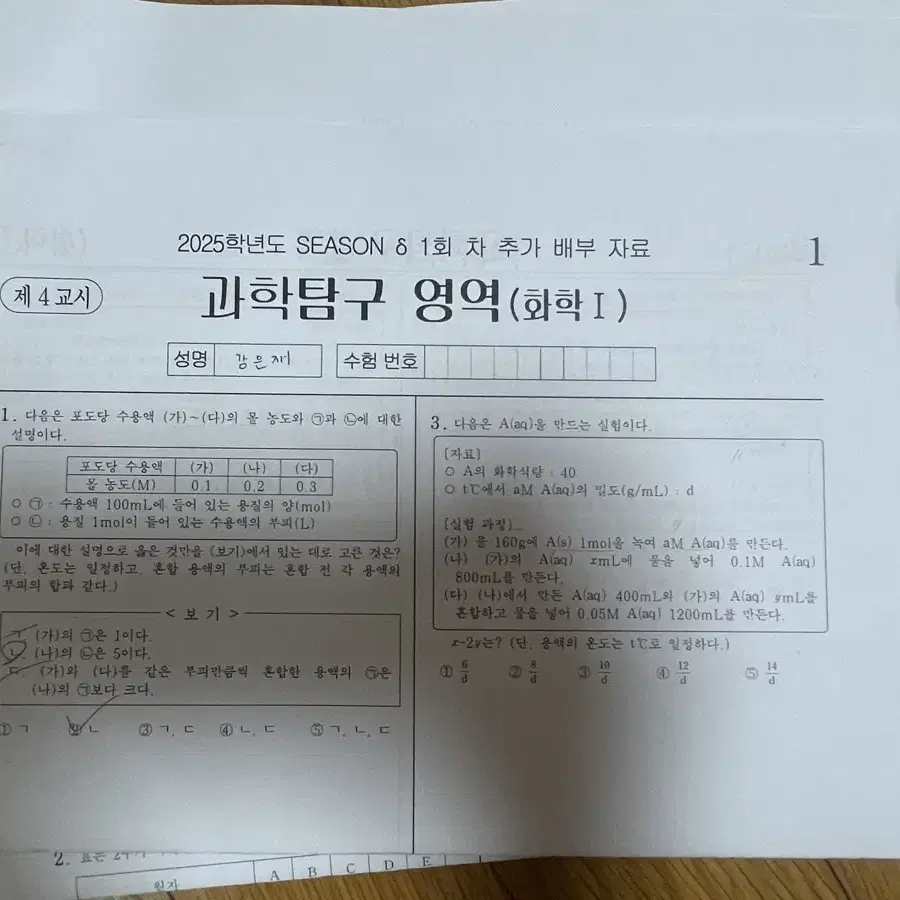 2025학년도 SEASON δ 1회 차 추가 배부 자료
1
제 4 교시
과학탐구 영역(화학 I)
성명 강은재 수험 번호
1. 다음은 포도당 수용액 (가)~(다)의 몰 농도와 ㉠과 ㉡에 대한
설명이다.
포도당 수용액 (가) (나) (다)
몰 농도(M) 0.1 0.2 0.3
○ ㉠ : 수용액 100mL에 들어 있는 용질의 양(mol)
○ ㉡ : 용질 1mol이 들어 있는 수용액의 부피(L)
이에 대한 설명으로 옳은 것만을 <보기>에서 있는 대로 고른 것은?
(단, 온도는 일정하고, 혼합 용액의 부피는 혼합 전 각 용액의
부피의 합과 같다.)
< 보 기 >
ㄱ. (가)의 ㉠은 1이다.
ㄴ. (나)의 ㉡은 5이다.
ㄷ. (가)와 (다)를 같은 부피만큼씩 혼합한 용액의 ㉠은
(나)의 ㉠보다 크다.
① ㄱ ② ㄴ ③ ㄱ, ㄷ ④ ㄴ, ㄷ ⑤ ㄱ, ㄴ, ㄷ
2.
원자 A B C D E
3. 다음은 A(aq)을 만드는 실험이다.
[자료]
○ A의 화학식량 : 40
○ t℃에서 aM A(aq)의 밀도(g/mL) : d
[실험 과정]
(가) 물 160g에 A(s) 1mol을 녹여 aM A(aq)를 만든다.
(나) (가)의 A(aq) xmL에 물을 넣어 0.1M A(aq)
800mL를 만든다.
(다) (나)에서 만든 A(aq) 400mL와 (가)의 A(aq) ymL를
혼합하고 물을 넣어 0.05M A(aq) 1200mL를 만든다.
x-2y는? (단, 용액의 온도는 t℃로 일정하다.)
① 6/d ② 8/d ③ 10/d ④ 12/d ⑤ 14/d